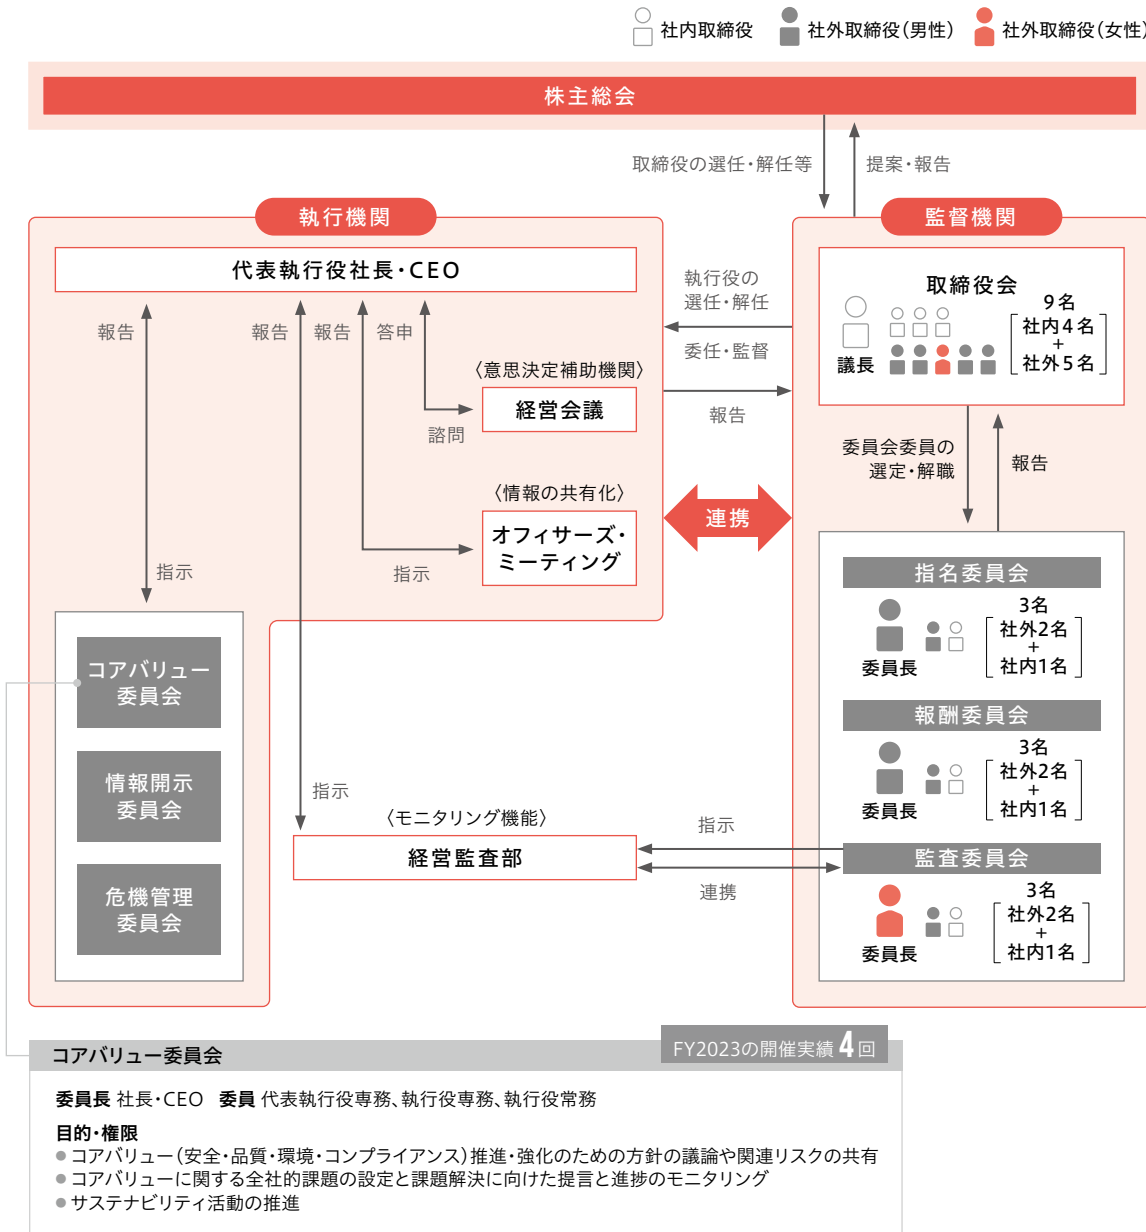 社内取締役
社外取締役(男性)
社外取締役(女性)
株主総会
取締役の選任・解任等
提案・報告
執行機関
代表執行役社長・CEO
報告
報告
報告
答申
〈意思決定補助機関〉
経営会議
諮問
〈情報の共有化〉
オフィサーズ・
ミーティング
指示
指示
コアバリュー
委員会
情報開示
委員会
危機管理
委員会
指示
〈モニタリング機能〉
経営監査部
執行役の
選任・解任
委任・監督
報告
連携
指示
連携
監督機関
取締役会
9名
社内4名
+
社外5名
議長
委員会委員の
選定・解職
報告
指名委員会
3名
社外2名
+
社内1名
委員長
報酬委員会
3名
社外2名
+
社内1名
委員長
監査委員会
3名
社外2名
+
社内1名
委員長
コアバリュー委員会
FY2023の開催実績 4回
委員長 社長・CEO 委員 代表執行役専務、執行役専務、執行役常務
目的・権限
● コアバリュー(安全・品質・環境・コンプライアンス)推進・強化のための方針の議論や関連リスクの共有
● コアバリューに関する全社的課題の設定と課題解決に向けた提言と進捗のモニタリング
● サステナビリティ活動の推進